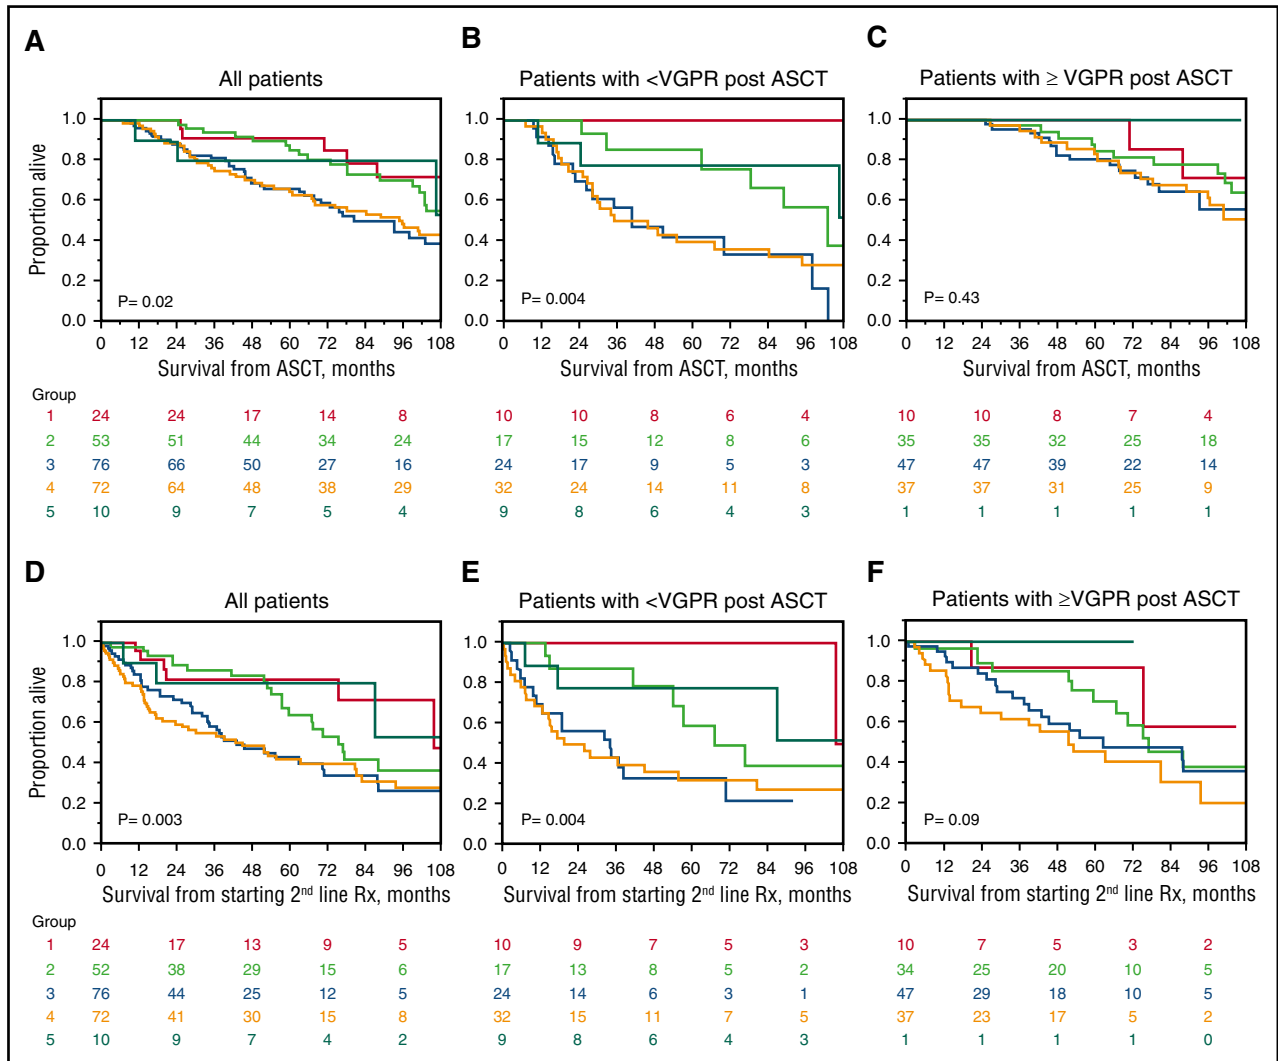 A
All patients
Proportion alive
1.0
0.8
0.6
0.4
0.2
0.0
P= 0.02
0 12 24 36 48 60 72 84 96 108
Survival from ASCT, months
B
Patients with <VGPR post ASCT
1.0
0.8
0.6
0.4
0.2
0.0
P= 0.004
0 12 24 36 48 60 72 84 96 108
Survival from ASCT, months
C
Patients with ≥ VGPR post ASCT
1.0
0.8
0.6
0.4
0.2
0.0
P= 0.43
0 12 24 36 48 60 72 84 96 108
Survival from ASCT, months
Group
1 24 24 17 14 8 10 10 8 6 4 10 10 8 7 4
2 53 51 44 34 24 17 15 12 8 6 35 35 32 25 18
3 76 66 50 27 16 24 17 9 5 3 47 47 39 22 14
4 72 64 48 38 29 32 24 14 11 8 37 37 31 25 9
5 10 9 7 5 4 9 8 6 4 3 1 1 1 1 1
D
All patients
Proportion alive
1.0
0.8
0.6
0.4
0.2
0.0
P= 0.003
0 12 24 36 48 60 72 84 96 108
Survival from starting 2nd line Rx, months
E
Patients with <VGPR post ASCT
1.0
0.8
0.6
0.4
0.2
0.0
P= 0.004
0 12 24 36 48 60 72 84 96 108
Survival from starting 2nd line Rx, months
F
Patients with ≥VGPR post ASCT
1.0
0.8
0.6
0.4
0.2
0.0
P= 0.09
0 12 24 36 48 60 72 84 96 108
Survival from starting 2nd line Rx, months
Group
1 24 17 13 9 5 10 9 7 5 3 10 7 5 3 2
2 52 38 29 15 6 17 13 8 5 2 34 25 20 10 5
3 76 44 25 12 5 24 14 6 3 1 47 29 18 10 5
4 72 41 30 15 8 32 15 11 7 5 37 23 17 5 2
5 10 9 7 4 2 9 8 6 4 3 1 1 1 1 0